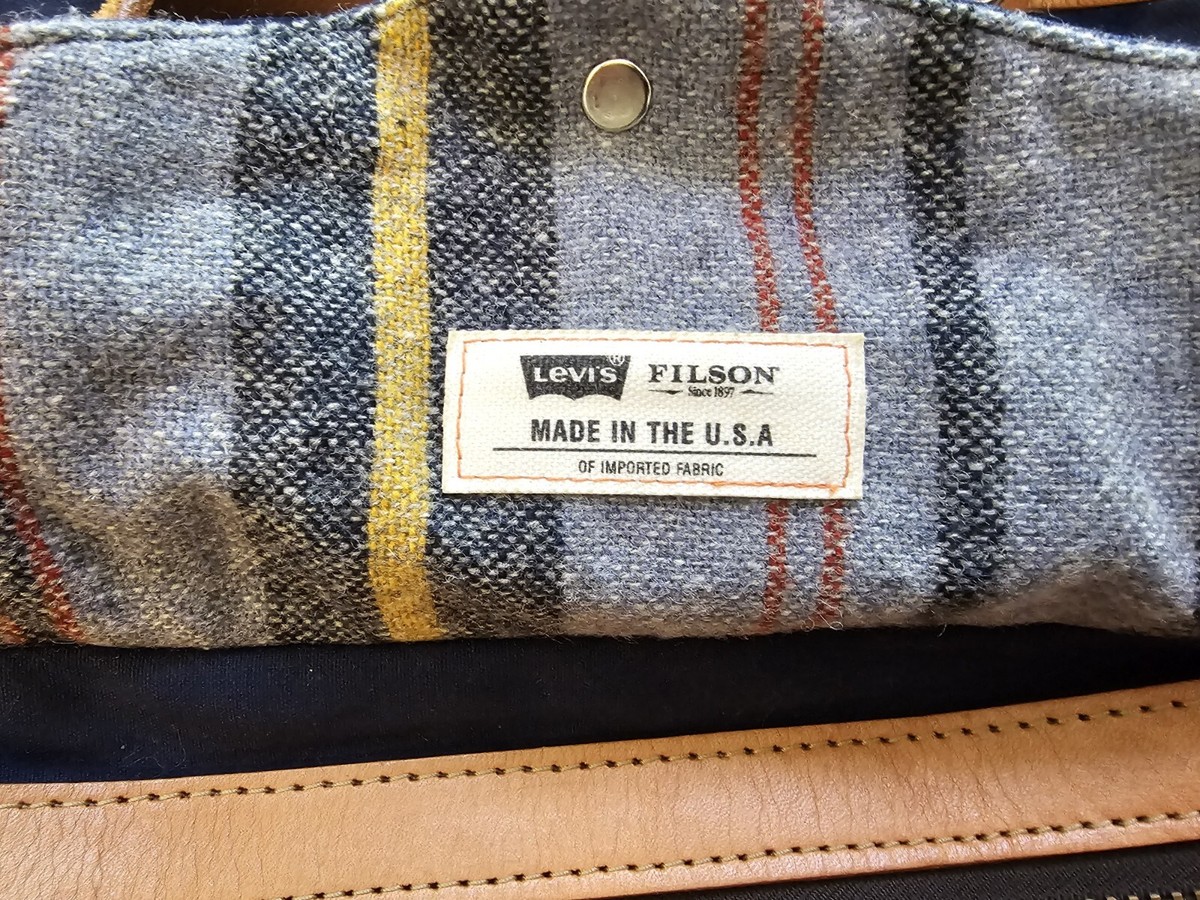 LEVI'S® FILSON
Since 1897
MADE IN THE U.S.A
OF IMPORTED FABRIC